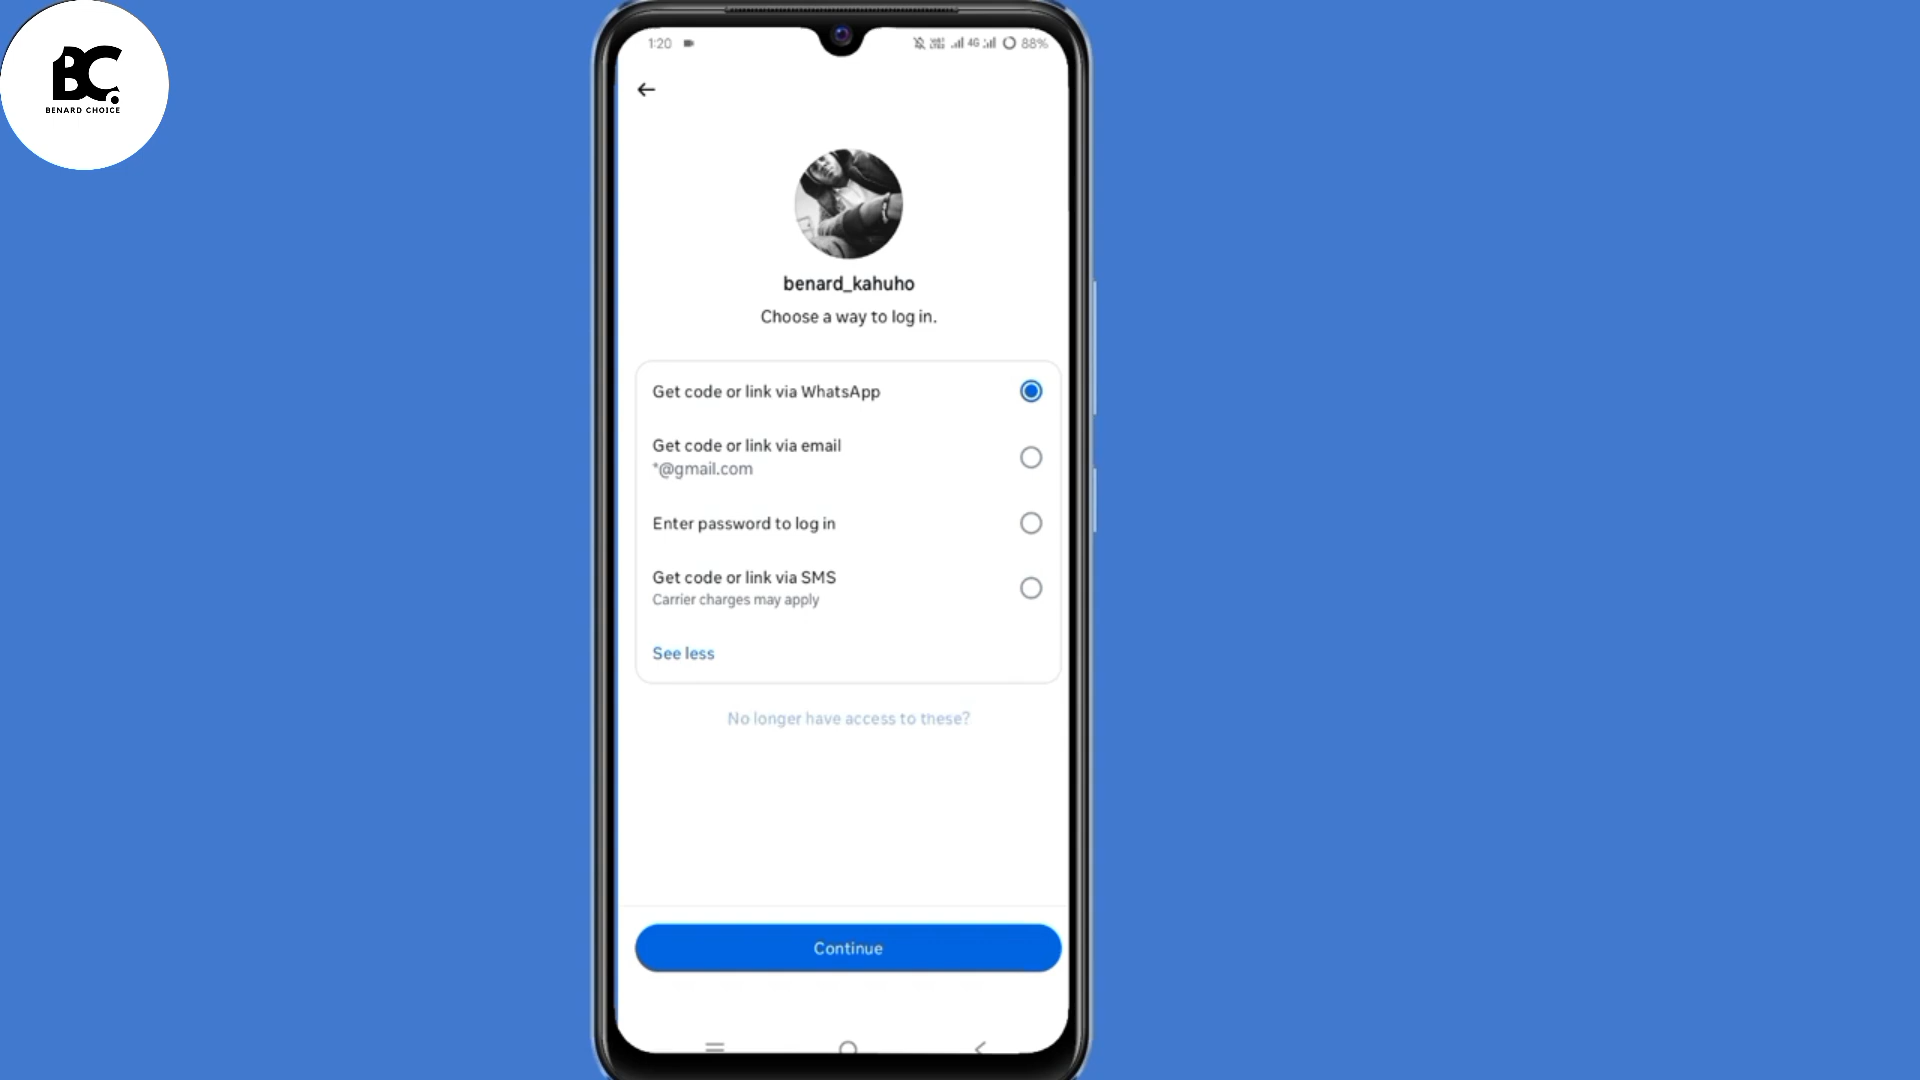 BC.
BENARD CHOICE
1:20
4G
88%
benard_kahuho
Choose a way to log in.
Get code or link via WhatsApp
Get code or link via email
*@gmail.com
Enter password to log in
Get code or link via SMS
Carrier charges may apply
See less
No longer have access to these?
Continue